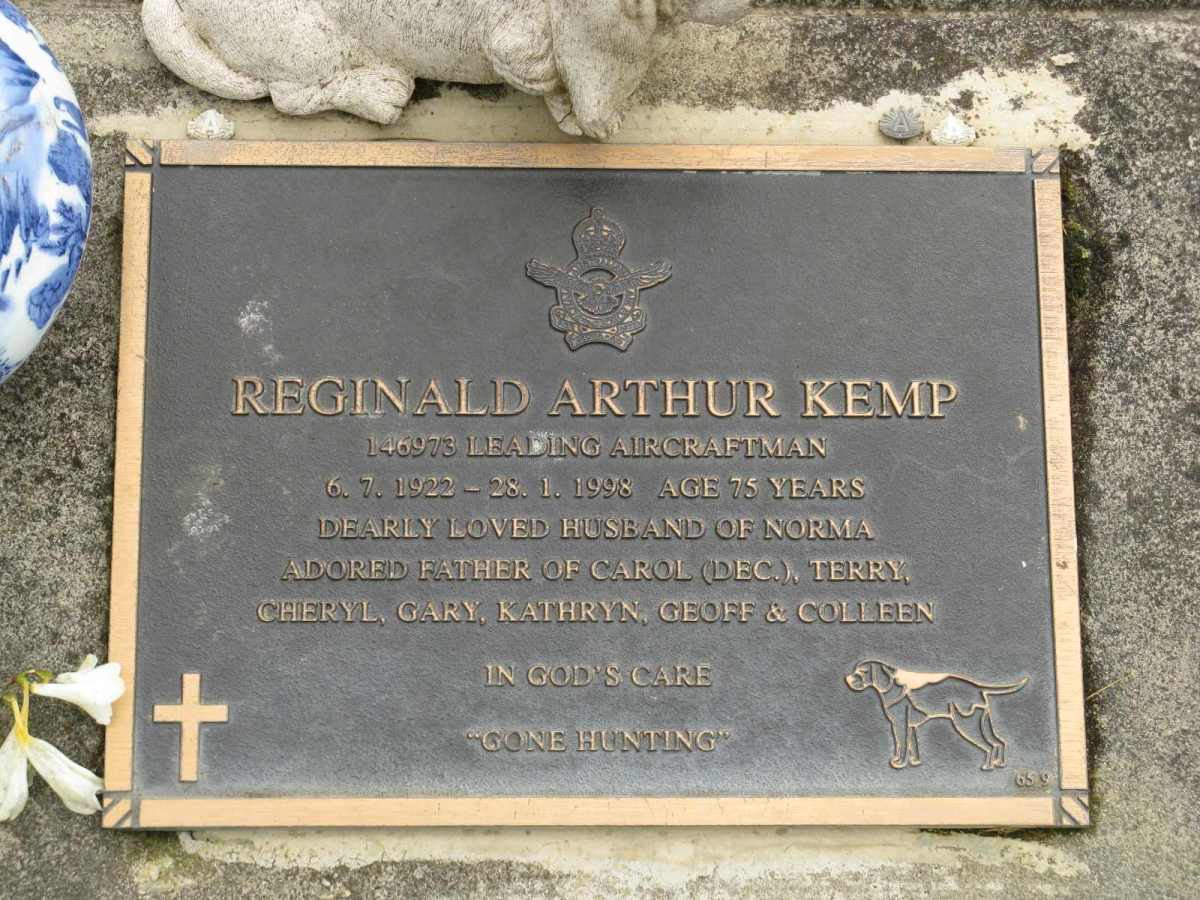 REGINALD ARTHUR KEMP
146973 LEADING AIRCRAFTMAN
6. 7. 1922 – 28. 1. 1998 AGE 75 YEARS
DEARLY LOVED HUSBAND OF NORMA
ADORED FATHER OF CAROL (DEC.), TERRY,
CHERYL, GARY, KATHRYN, GEOFF & COLLEEN
IN GOD'S CARE
"GONE HUNTING"
65 9